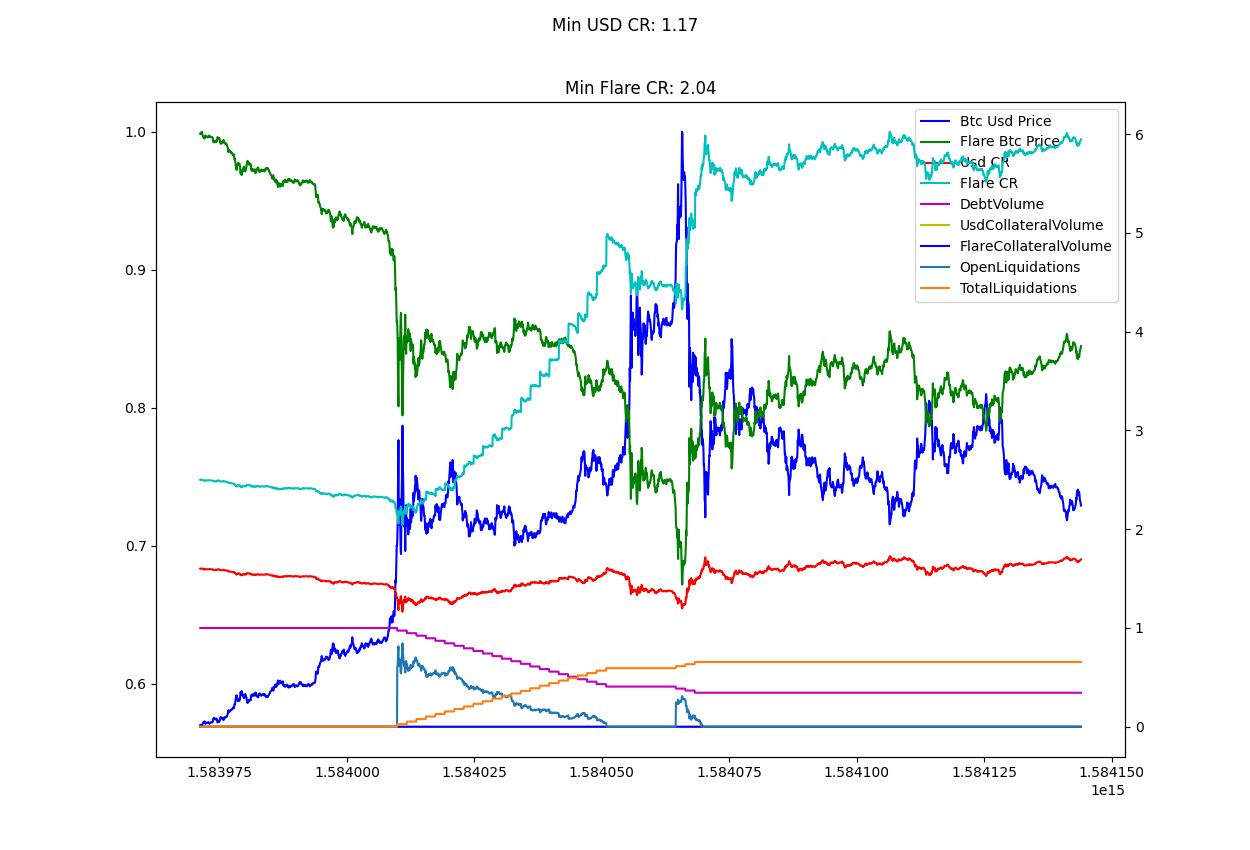 Min USD CR: 1.17
Min Flare CR: 2.04
1.0
0.9
0.8
0.7
0.6
6
5
4
3
2
1
0
Btc Usd Price
Flare Btc Price
Usd CR
Flare CR
DebtVolume
UsdCollateralVolume
FlareCollateralVolume
OpenLiquidations
TotalLiquidations
1.583975 1.584000 1.584025 1.584050 1.584075 1.584100 1.584125 1.584150
1e15